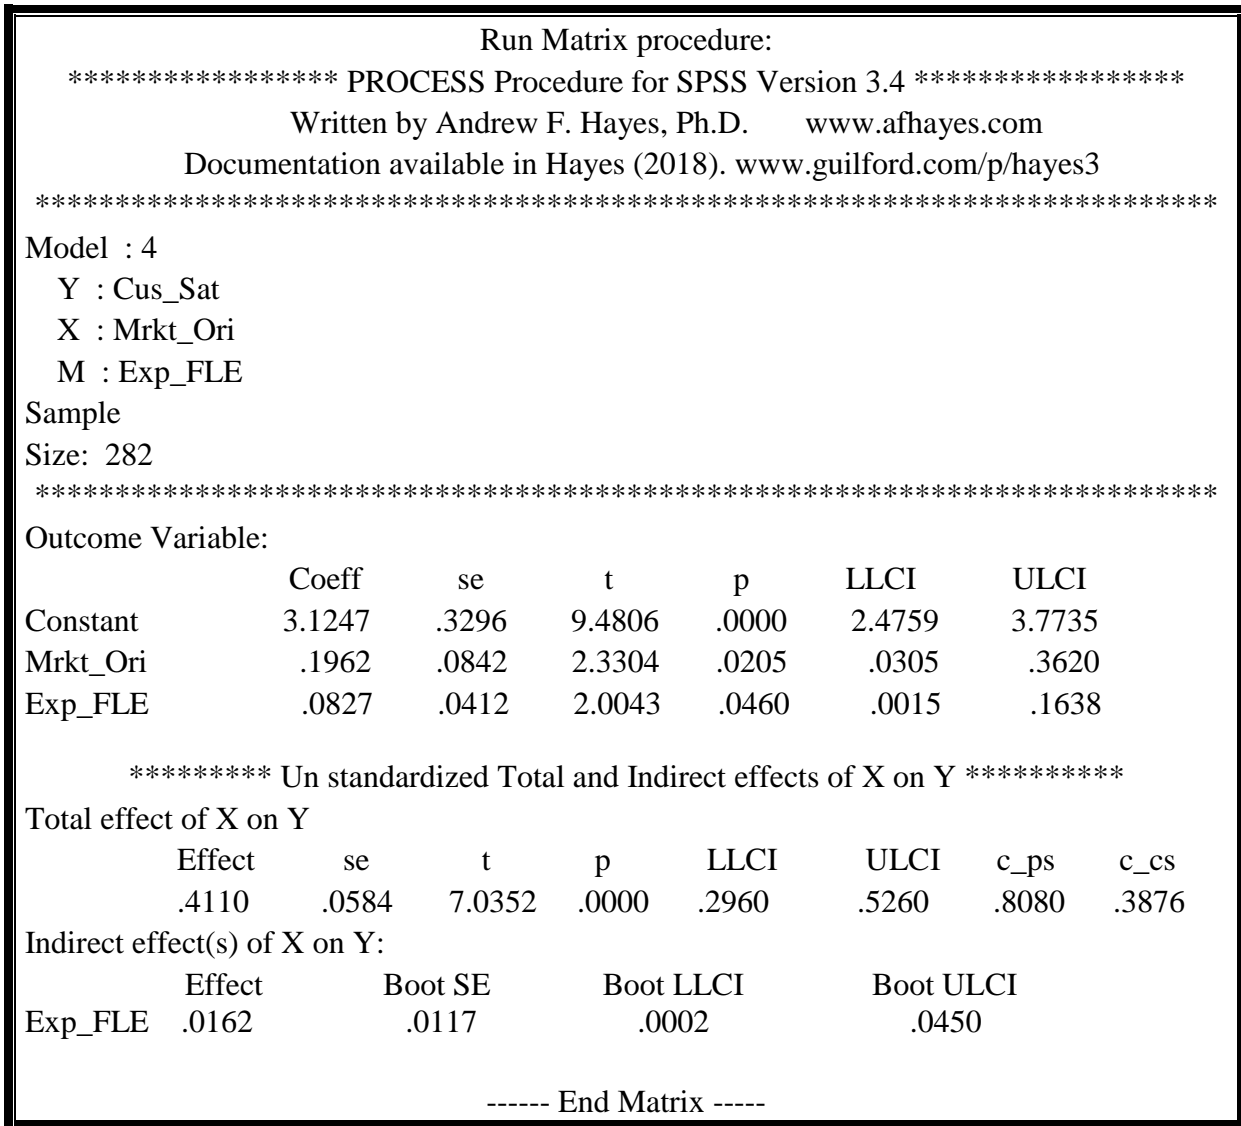 Run Matrix procedure:
***************** PROCESS Procedure for SPSS Version 3.4 *****************
Written by Andrew F. Hayes, Ph.D. www.afhayes.com
Documentation available in Hayes (2018). www.guilford.com/p/hayes3
**************************************************************************
Model : 4
Y : Cus_Sat
X : Mrkt_Ori
M : Exp_FLE
Sample
Size: 282
**************************************************************************
Outcome Variable:
Coeff se t p LLCI ULCI
Constant 3.1247 .3296 9.4806 .0000 2.4759 3.7735
Mrkt_Ori .1962 .0842 2.3304 .0205 .0305 .3620
Exp_FLE .0827 .0412 2.0043 .0460 .0015 .1638
********* Un standardized Total and Indirect effects of X on Y **********
Total effect of X on Y
Effect se t p LLCI ULCI c_ps c_cs
.4110 .0584 7.0352 .0000 .2960 .5260 .8080 .3876
Indirect effect(s) of X on Y:
Effect Boot SE Boot LLCI Boot ULCI
Exp_FLE .0162 .0117 .0002 .0450
------ End Matrix -----